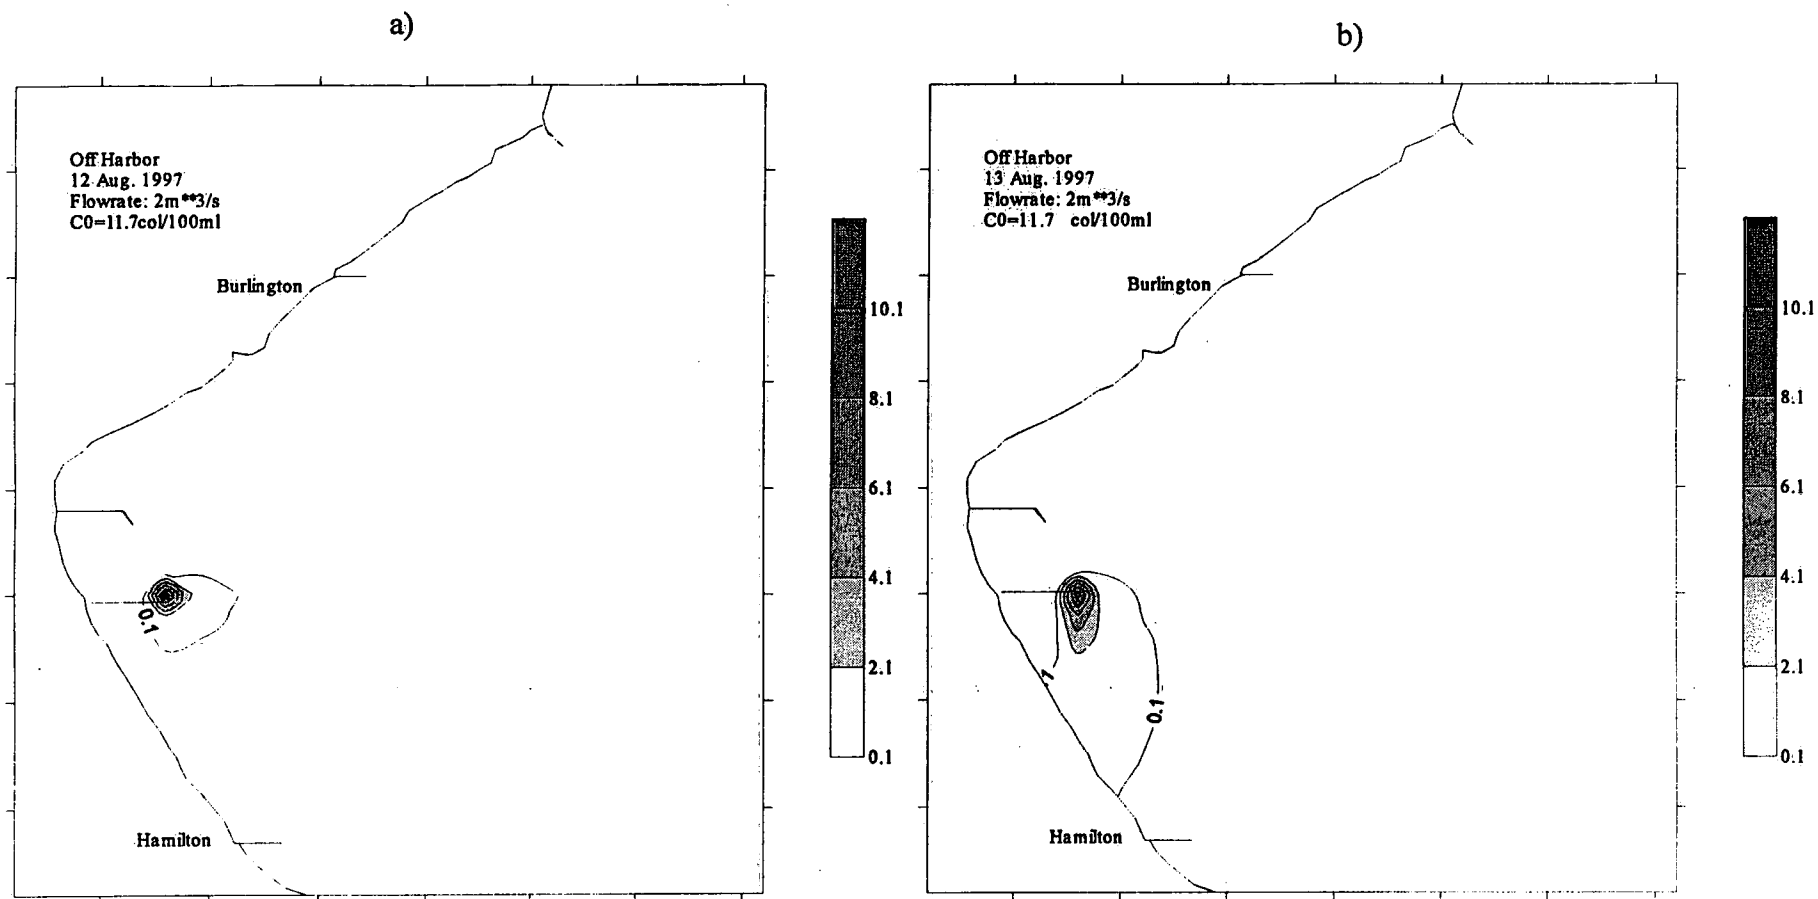 a)
Off Harbor
12 Aug. 1997
Flowrate: 2m**3/s
C0=11.7col/100ml
Burlington
0.1
Hamilton
10.1
8.1
6.1
4.1
2.1
0.1
b)
Off Harbor
13 Aug. 1997
Flowrate: 2m**3/s
C0=11.7 col/100ml
Burlington
.1
0.1
Hamilton
10.1
8.1
6.1
4.1
2.1
0.1